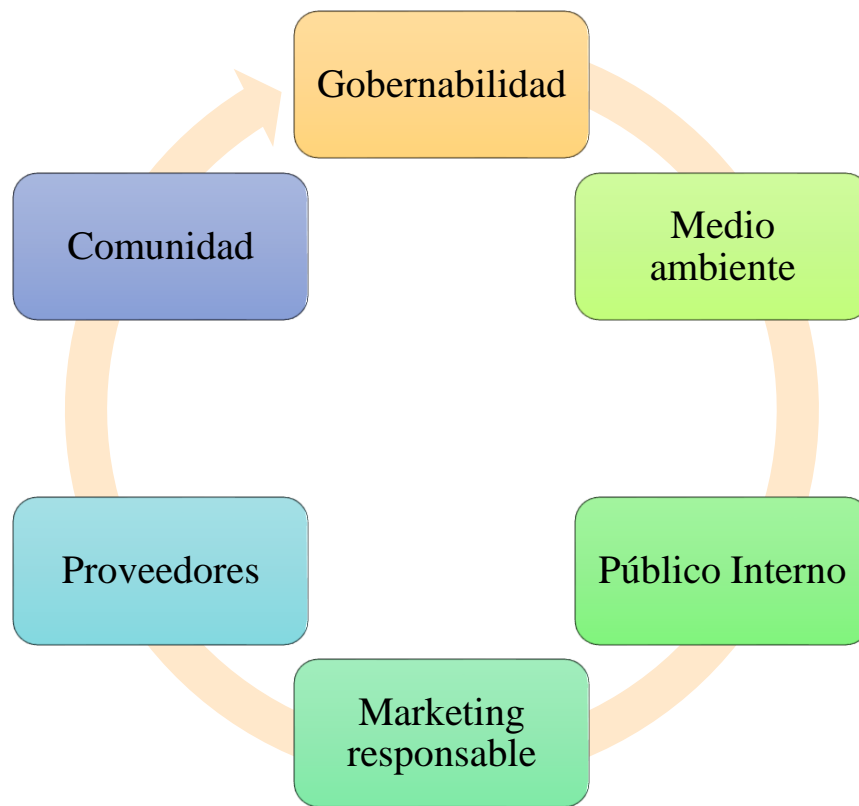 Gobernabilidad
Medio
ambiente
Público Interno
Marketing
responsable
Proveedores
Comunidad